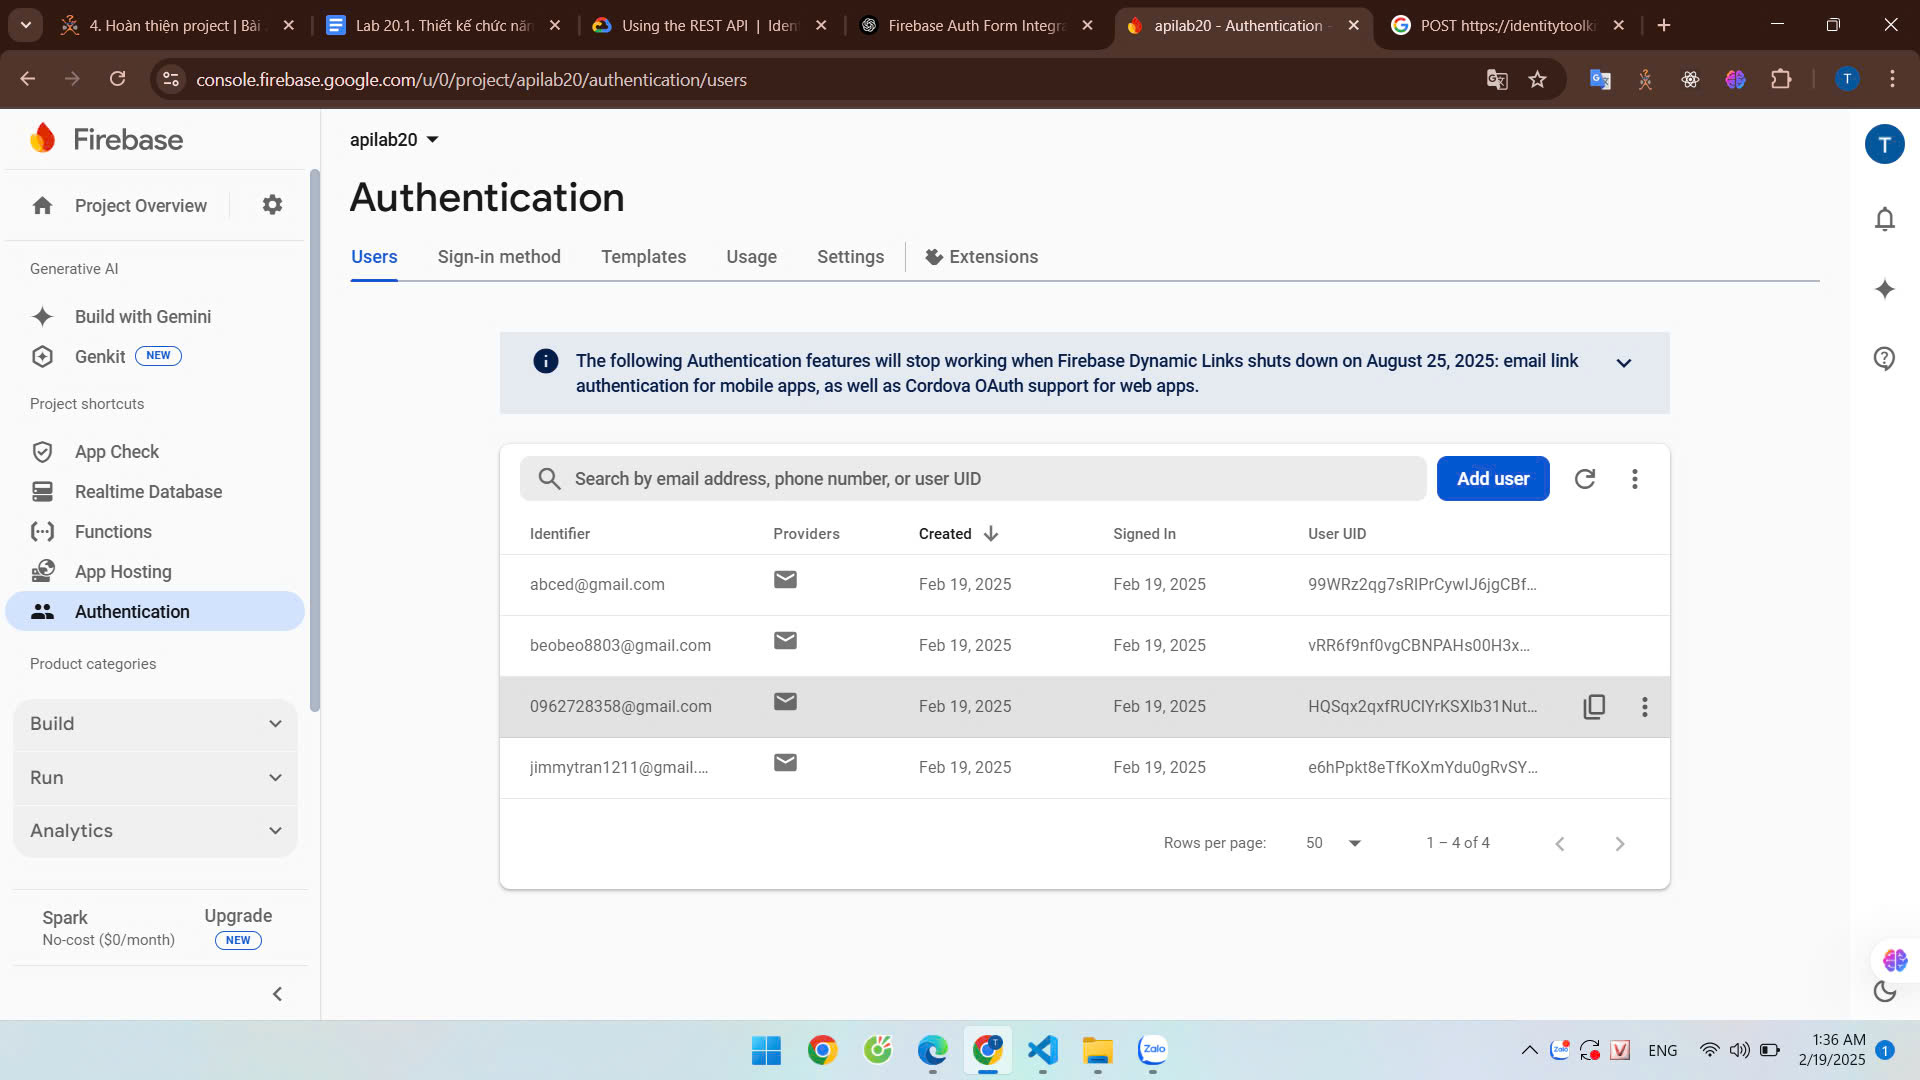 4. Hoàn thiện project | Bài
Lab 20.1. Thiết kế chức năn
Using the REST API | Iden
Firebase Auth Form Integra
apilab20 - Authentication -
POST https://identitytoolki
console.firebase.google.com/u/0/project/apilab20/authentication/users
T
Firebase
Project Overview
Generative AI
Build with Gemini
Genkit NEW
Project shortcuts
App Check
Realtime Database
Functions
App Hosting
Authentication
Product categories
Build
Run
Analytics
Spark
No-cost ($0/month)
Upgrade
NEW
apilab20
T
Authentication
Users Sign-in method Templates Usage Settings Extensions
The following Authentication features will stop working when Firebase Dynamic Links shuts down on August 25, 2025: email link
authentication for mobile apps, as well as Cordova OAuth support for web apps.
Search by email address, phone number, or user UID
Add user
Identifier Providers Created Signed In User UID
abced@gmail.com Feb 19, 2025 Feb 19, 2025 99WRz2qg7sRIPrCywIJ6jgCBf...
beobeo8803@gmail.com Feb 19, 2025 Feb 19, 2025 vRR6f9nf0vgCBNPAHs00H3x...
0962728358@gmail.com Feb 19, 2025 Feb 19, 2025 HQSqx2qxfRUCIYrKSXIb31Nut...
jimmytran1211@gmail.... Feb 19, 2025 Feb 19, 2025 e6hPpkt8eTfKoXmYdu0gRvSY...
Rows per page: 50 1 – 4 of 4
Zalo
Zalo
V
ENG
1:36 AM
2/19/2025
1